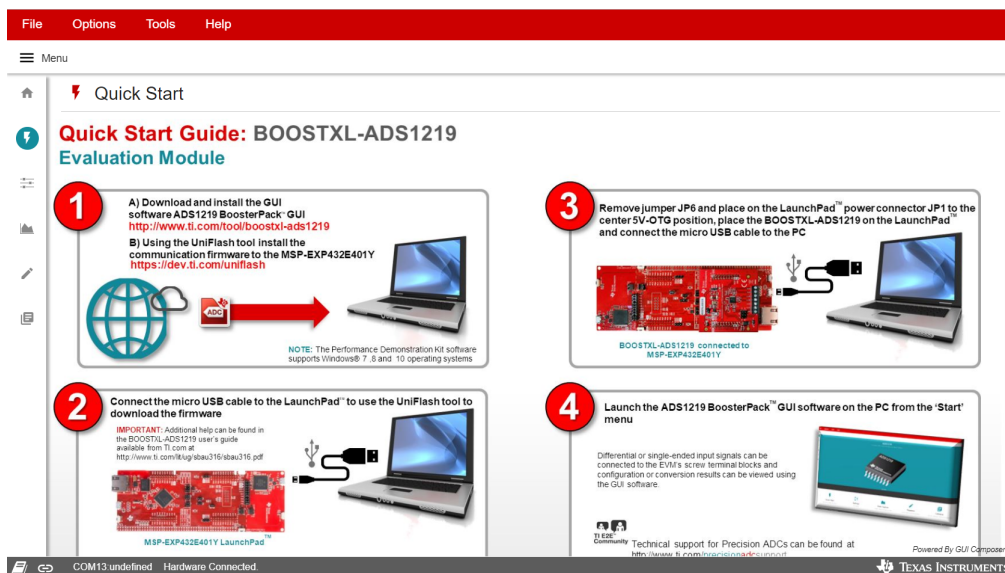 File Options Tools Help
Menu
Quick Start
Quick Start Guide: BOOSTXL-ADS1219
Evaluation Module
1
A) Download and install the GUI
software ADS1219 BoosterPack™ GUI
http://www.ti.com/tool/boostxl-ads1219
B) Using the UniFlash tool install the
communication firmware to the MSP-EXP432E401Y
https://dev.ti.com/uniflash
ADC
NOTE: The Performance Demonstration Kit software
supports Windows® 7 ,8 and 10 operating systems
2
Connect the micro USB cable to the LaunchPad™ to use the UniFlash tool to
download the firmware
IMPORTANT: Additional help can be found in
the BOOSTXL-ADS1219 user's guide
available from TI.com at
http://www.ti.com/lit/ug/sbau316/sbau316.pdf
MSP-EXP432E401Y LaunchPad™
3
Remove jumper JP6 and place on the LaunchPad™ power connector JP1 to the
center 5V-OTG position, place the BOOSTXL-ADS1219 on the LaunchPad™
and connect the micro USB cable to the PC
BOOSTXL-ADS1219 connected to
MSP-EXP432E401Y
4
Launch the ADS1219 BoosterPack™ GUI software on the PC from the ‘Start’
menu
Differential or single-ended input signals can be
connected to the EVM's screw terminal blocks and
configuration or conversion results can be viewed using
the GUI software.
TI E2E™
Community
Technical support for Precision ADCs can be found at
http://www.ti.com/precisionadcsupport
Powered By GUI Composer
COM13:undefined Hardware Connected.
TEXAS INSTRUMENTS